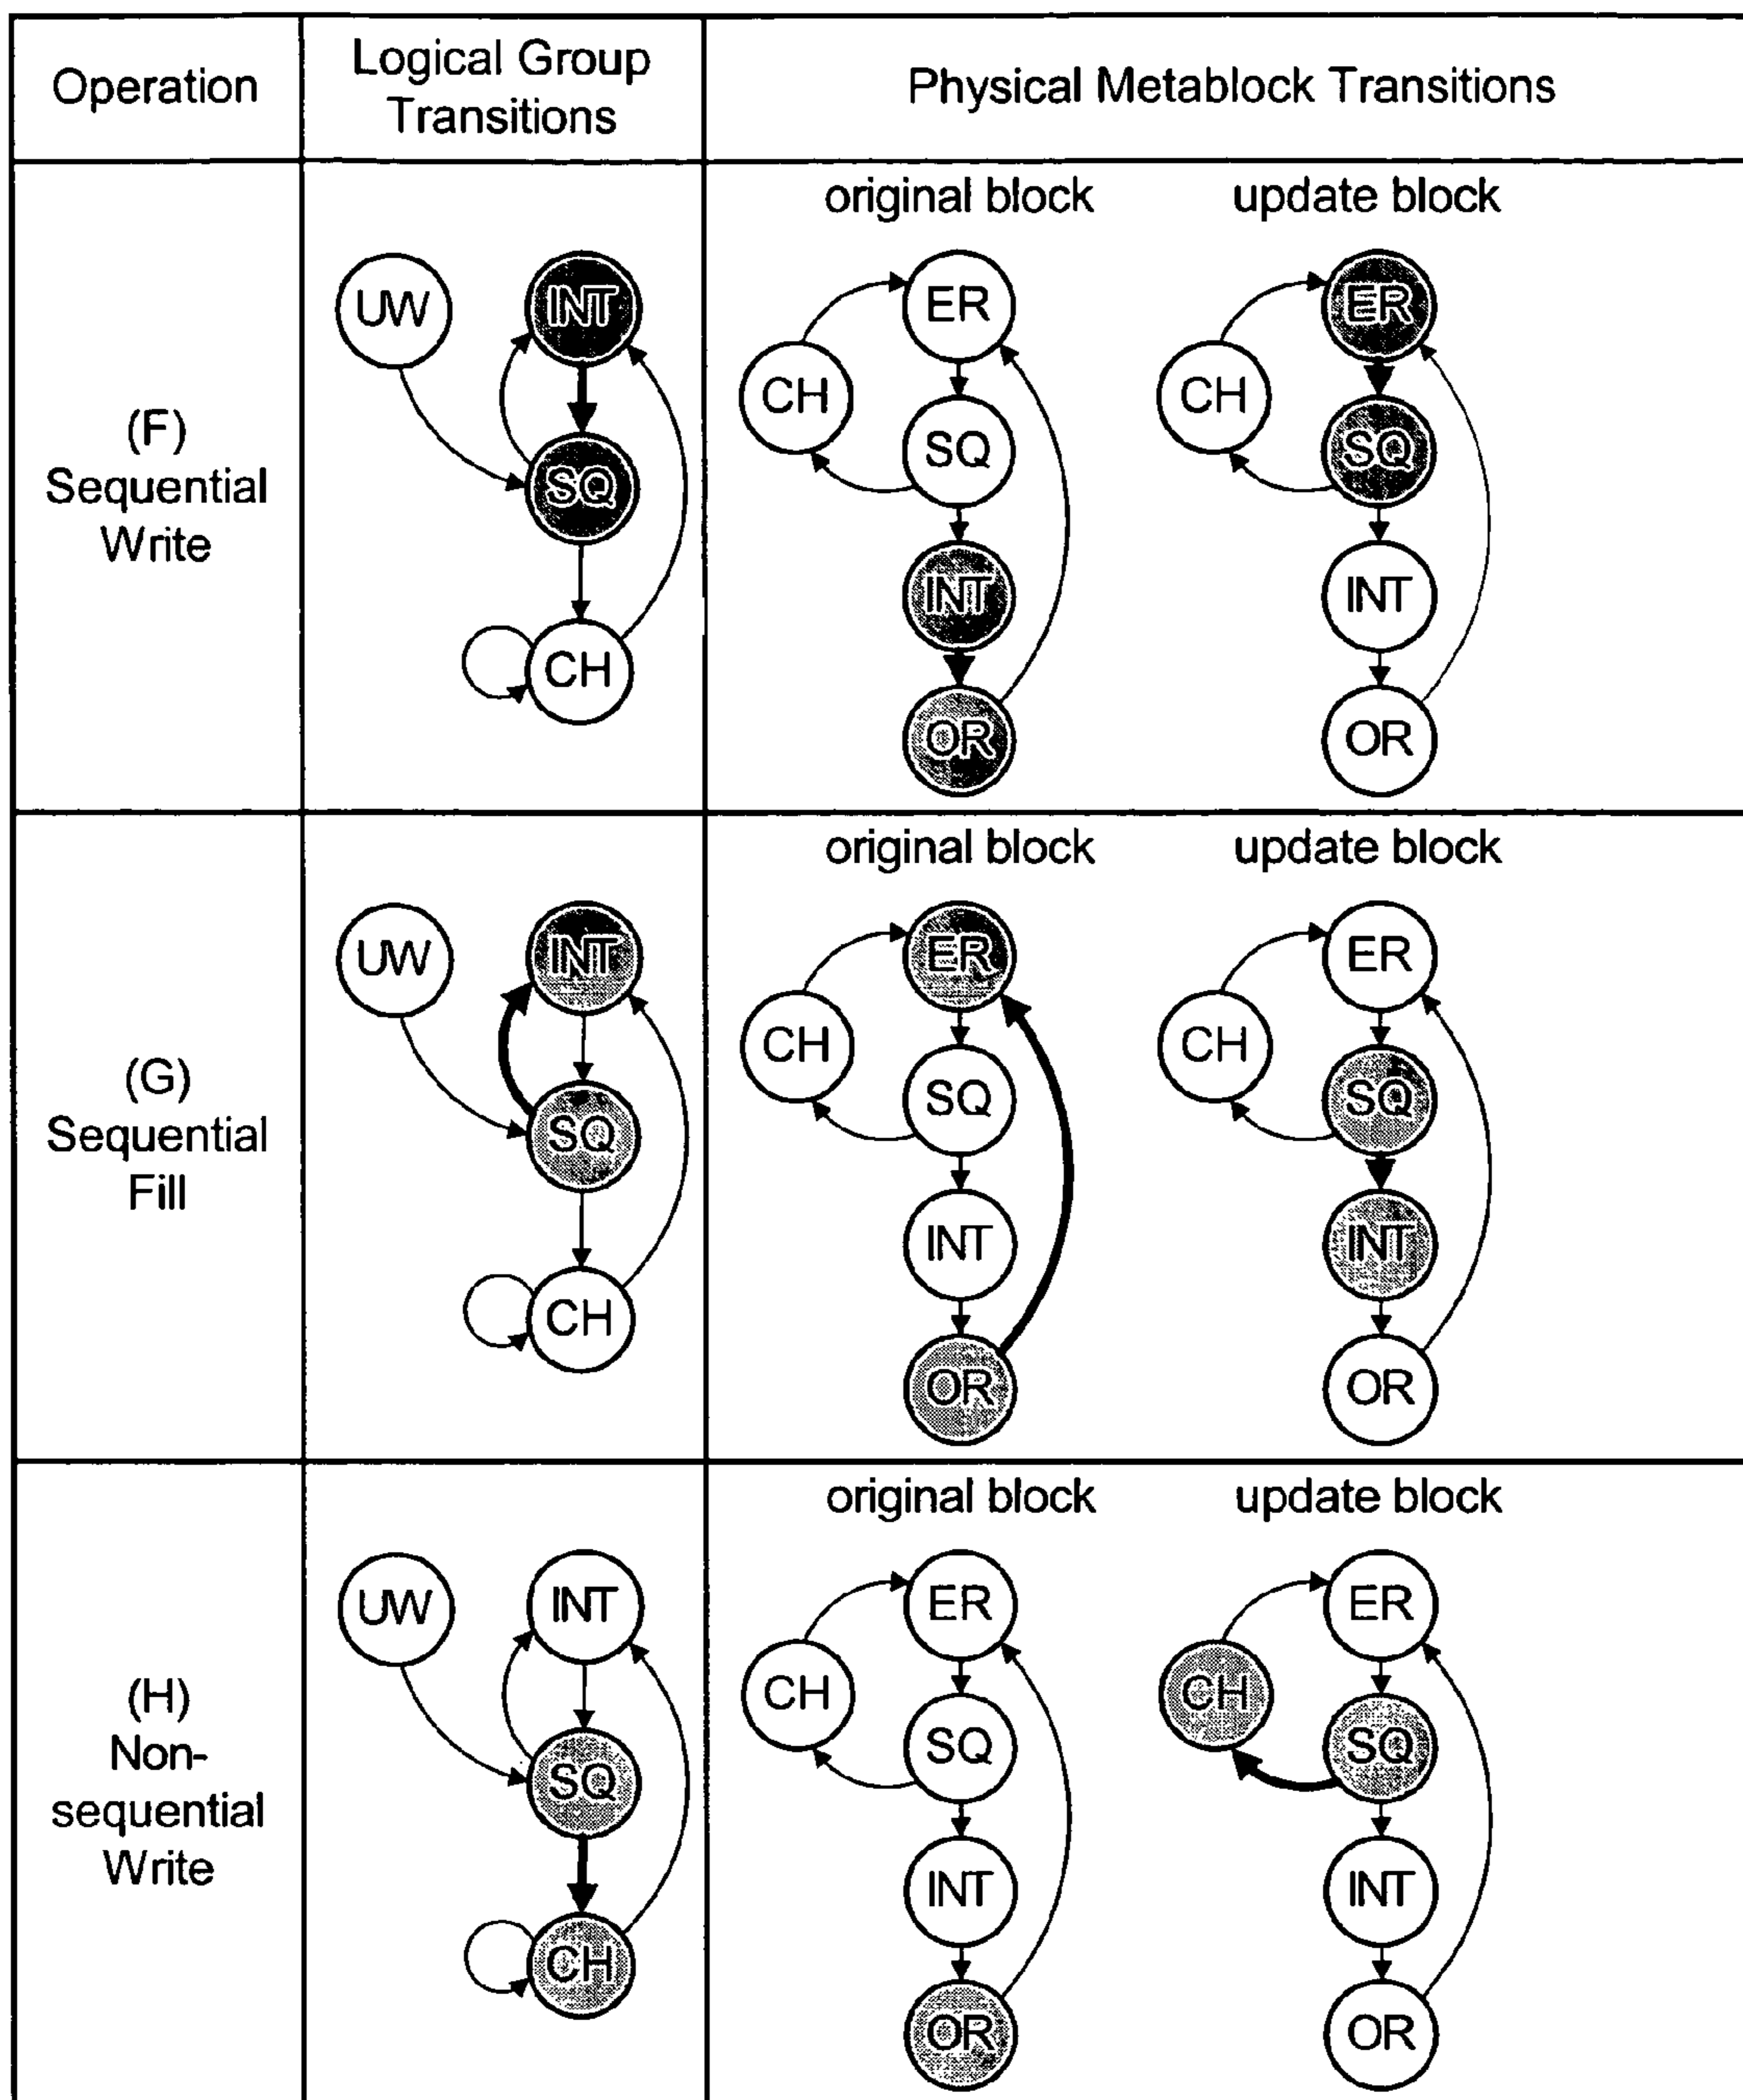 Operation
Logical Group
Transitions
Physical Metablock Transitions
(F)
Sequential
Write
UW
INT
SQ
CH
original block
ER
CH
SQ
INT
OR
update block
ER
CH
SQ
INT
OR
(G)
Sequential
Fill
UW
INT
SQ
CH
original block
ER
CH
SQ
INT
OR
update block
ER
CH
SQ
INT
OR
(H)
Non-
sequential
Write
UW
INT
SQ
CH
original block
ER
CH
SQ
INT
OR
update block
ER
CH
SQ
INT
OR